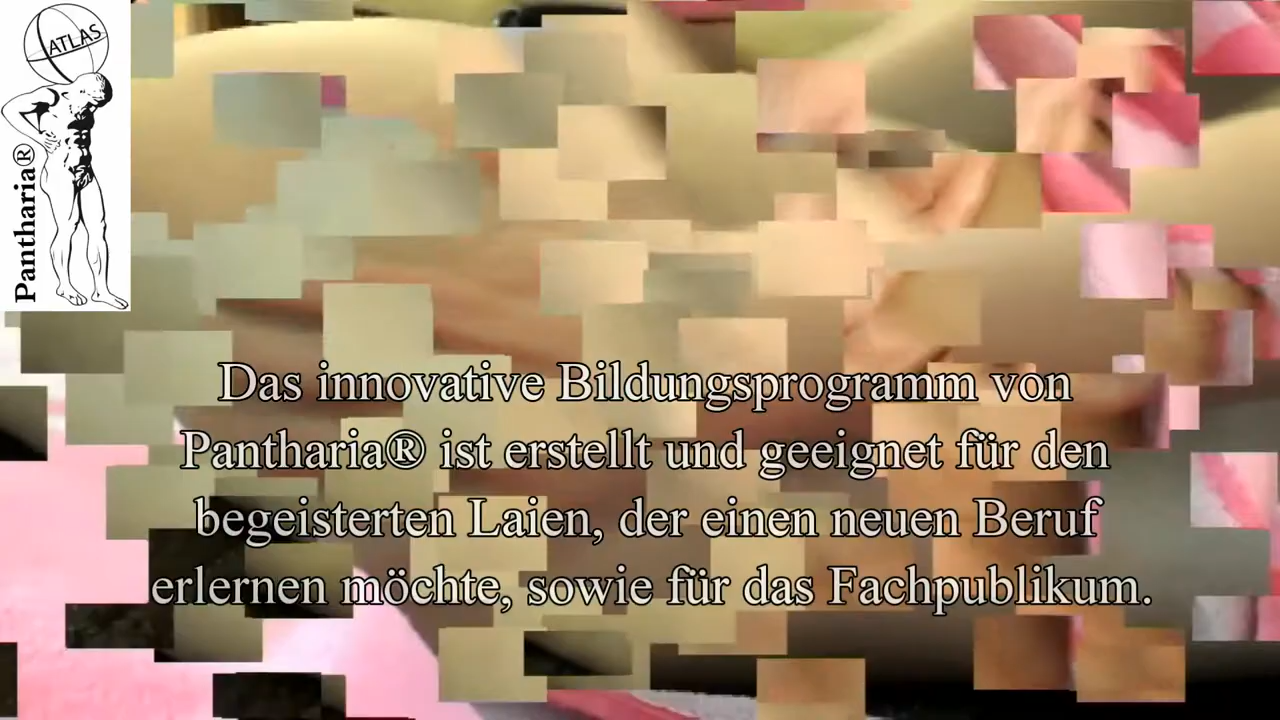 ATLAS
Pantharia®
Das innovative Bildungsprogramm von
Pantharia® ist erstellt und geeignet für den
begeisterten Laien, der einen neuen Beruf
erlernen möchte, sowie für das Fachpublikum.